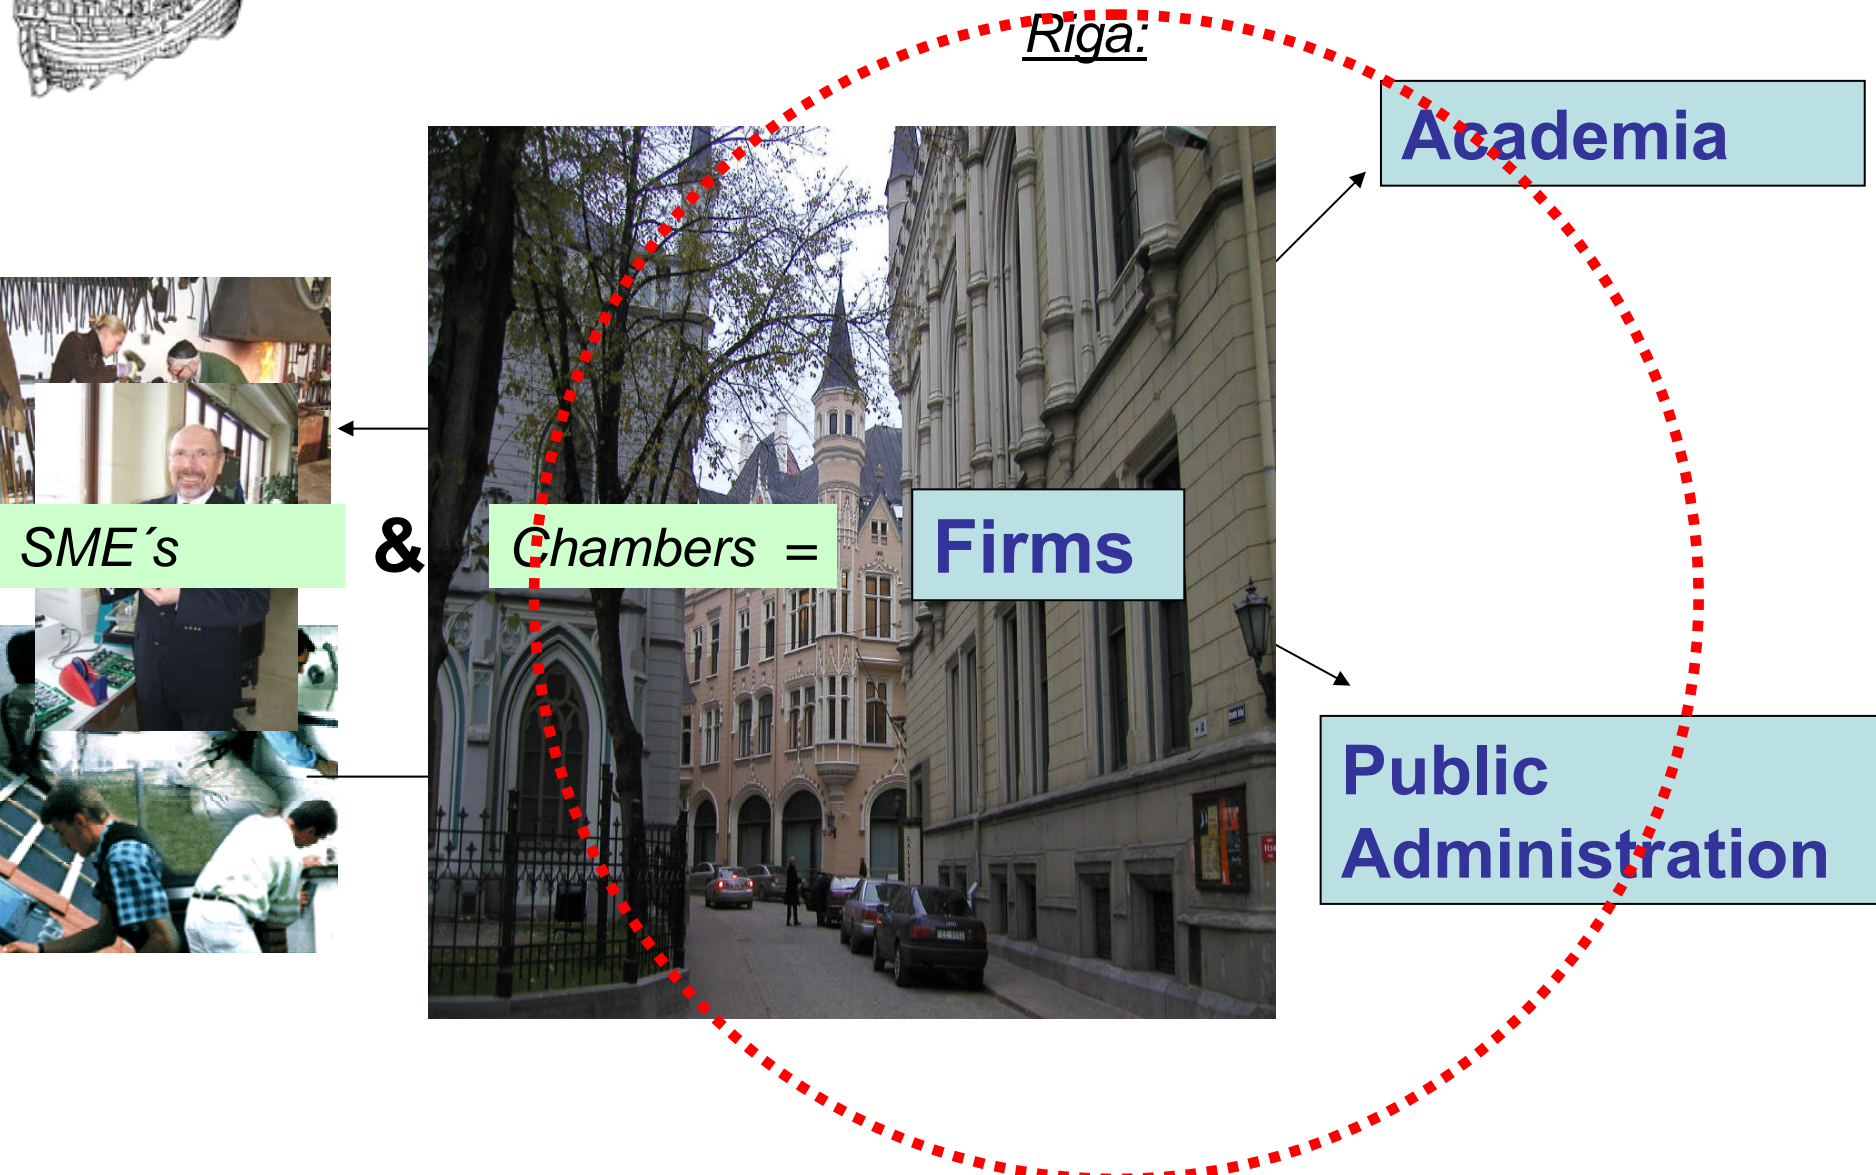 Riga:
Academia
SME´s & Chambers = Firms
Public
Administration